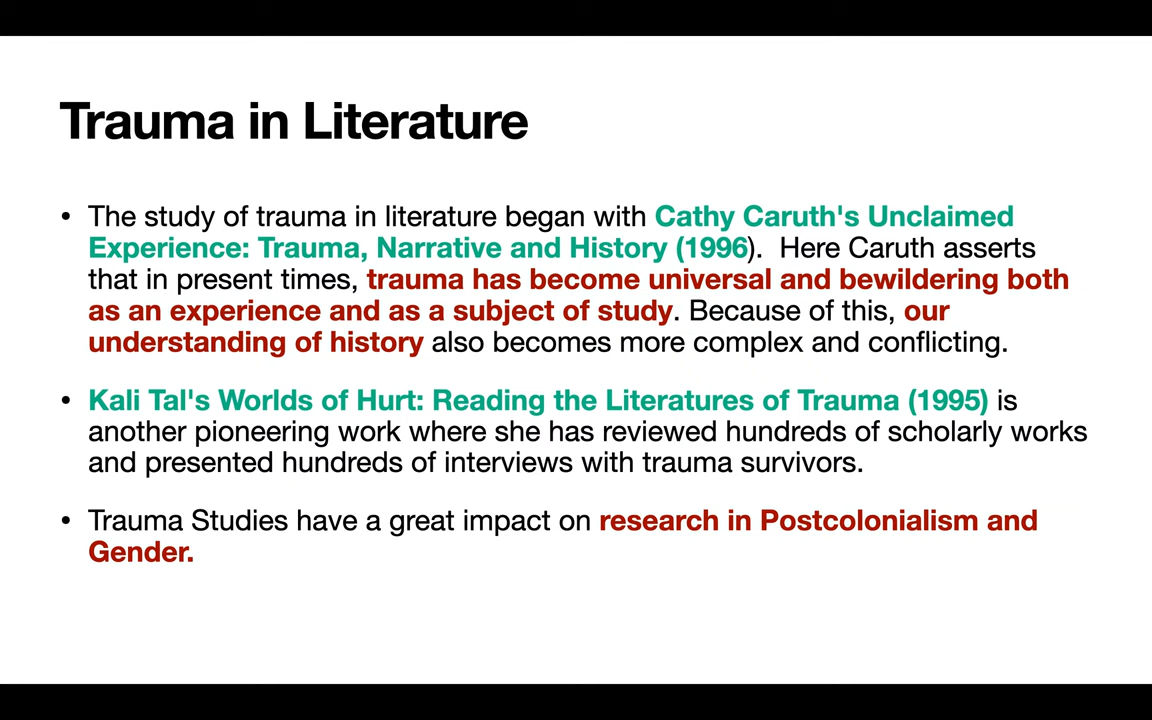 Trauma in Literature
• The study of trauma in literature began with Cathy Caruth's Unclaimed
Experience: Trauma, Narrative and History (1996).  Here Caruth asserts
that in present times, trauma has become universal and bewildering both
as an experience and as a subject of study. Because of this, our
understanding of history also becomes more complex and conflicting.
• Kali Tal's Worlds of Hurt: Reading the Literatures of Trauma (1995) is
another pioneering work where she has reviewed hundreds of scholarly works
and presented hundreds of interviews with trauma survivors.
• Trauma Studies have a great impact on research in Postcolonialism and
Gender.